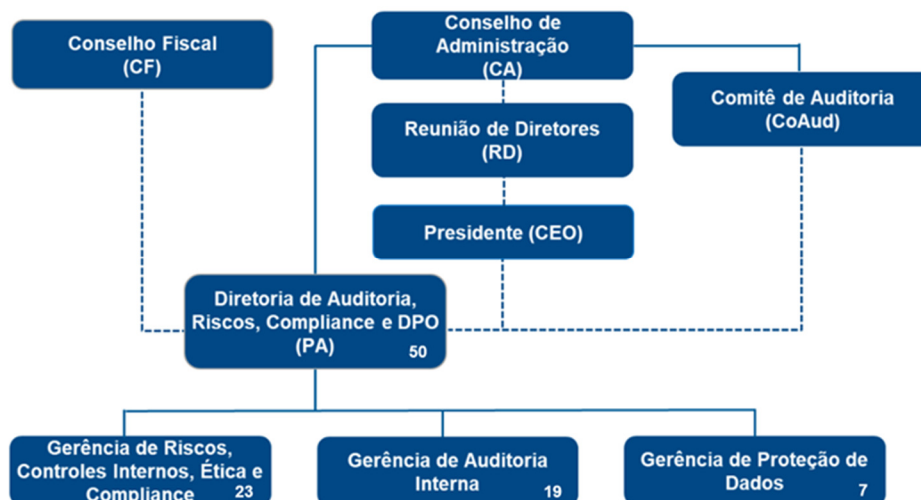 Conselho Fiscal
(CF)
Conselho de
Administração
(CA)
Comitê de Auditoria
(CoAud)
Reunião de Diretores
(RD)
Presidente (CEO)
Diretoria de Auditoria,
Riscos, Compliance e DPO
(PA)
50
Gerência de Riscos,
Controles Internos, Ética e
Compliance
23
Gerência de Auditoria
Interna
19
Gerência de Proteção de
Dados
7